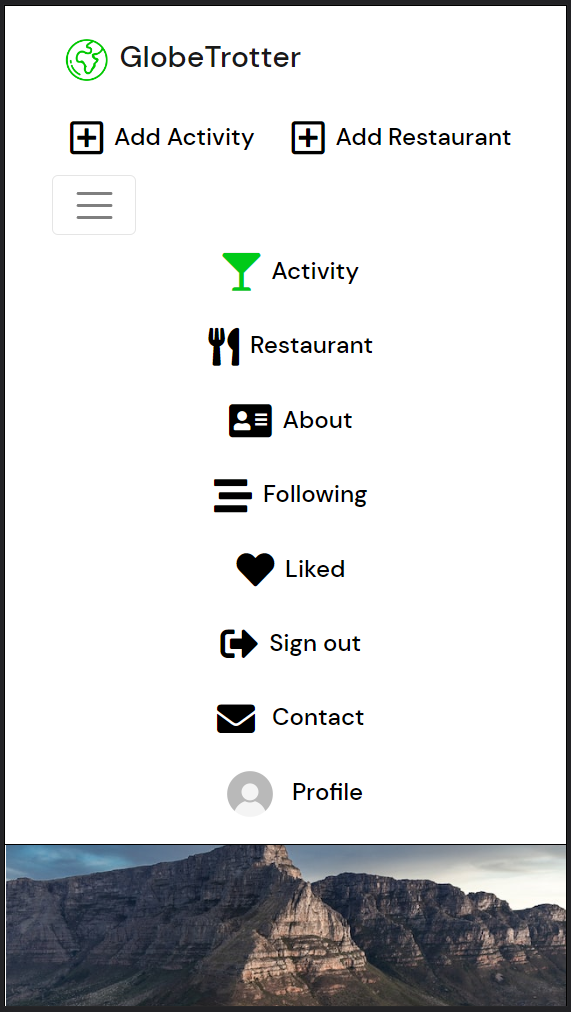 GlobeTrotter
Add Activity Add Restaurant
Activity
Restaurant
About
Following
Liked
Sign out
Contact
Profile